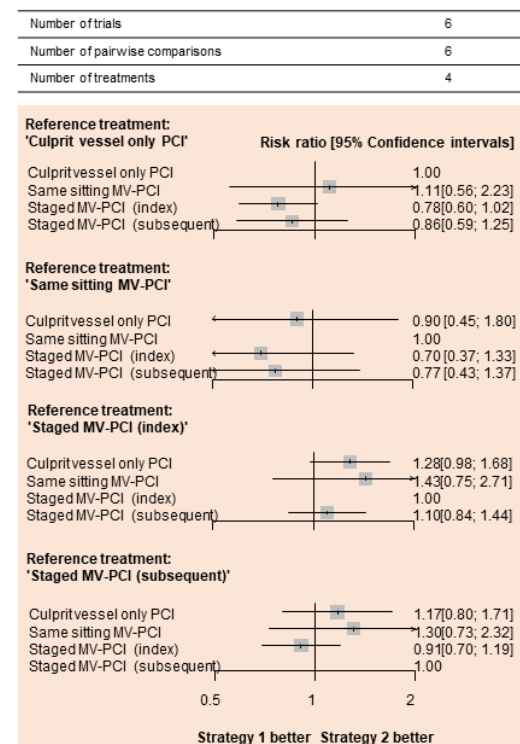 Number of trials 6
Number of pairwise comparisons 6
Number of treatments 4
Reference treatment:
'Culprit vessel only PCI' Risk ratio [95% Confidence intervals]
Culprit vessel only PCI 1.00
Same sitting MV-PCI 1.11 [0.56; 2.23]
Staged MV-PCI (index) 0.78 [0.60; 1.02]
Staged MV-PCI (subsequent) 0.86 [0.59; 1.25]
Reference treatment:
'Same sitting MV-PCI'
Culprit vessel only PCI 0.90 [0.45; 1.80]
Same sitting MV-PCI 1.00
Staged MV-PCI (index) 0.70 [0.37; 1.33]
Staged MV-PCI (subsequent) 0.77 [0.43; 1.37]
Reference treatment:
'Staged MV-PCI (index)'
Culprit vessel only PCI 1.28 [0.98; 1.68]
Same sitting MV-PCI 1.43 [0.75; 2.71]
Staged MV-PCI (index) 1.00
Staged MV-PCI (subsequent) 1.10 [0.84; 1.44]
Reference treatment:
'Staged MV-PCI (subsequent)'
Culprit vessel only PCI 1.17 [0.80; 1.71]
Same sitting MV-PCI 1.30 [0.73; 2.32]
Staged MV-PCI (index) 0.91 [0.70; 1.19]
Staged MV-PCI (subsequent) 1.00
0.5 1 2
Strategy 1 better Strategy 2 better